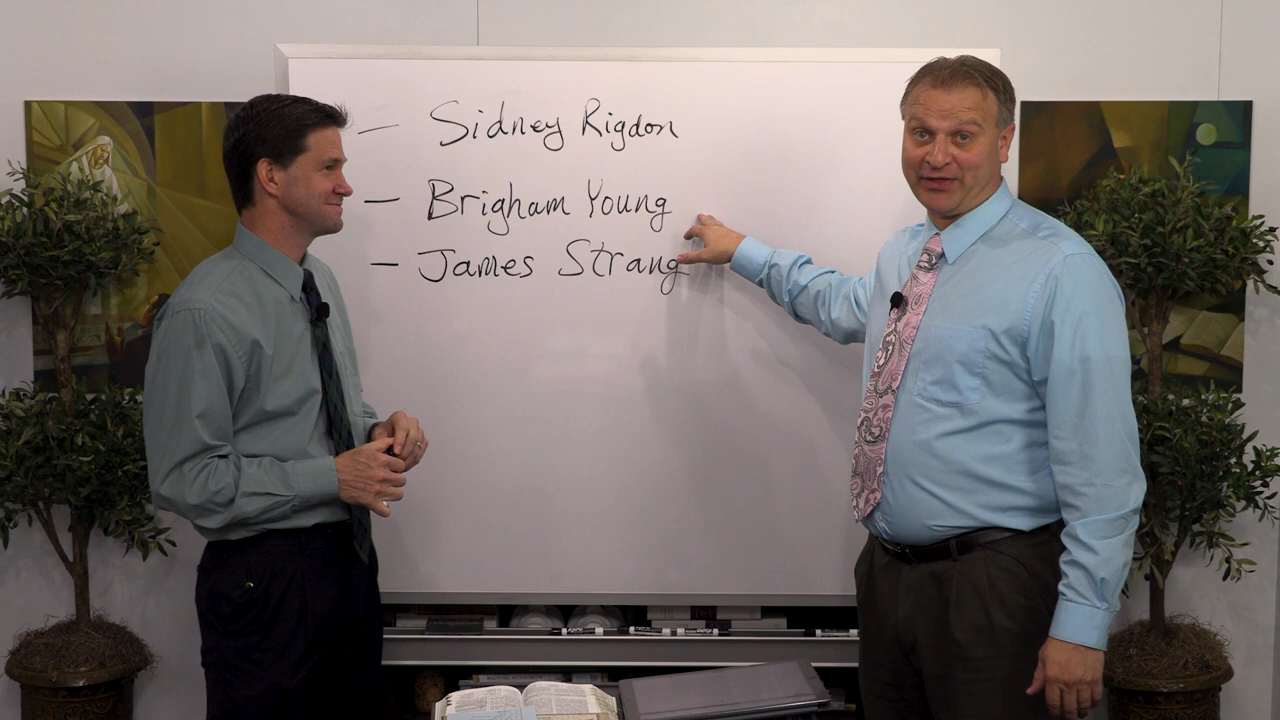 – Sidney Rigdon
– Brigham Young
– James Strang